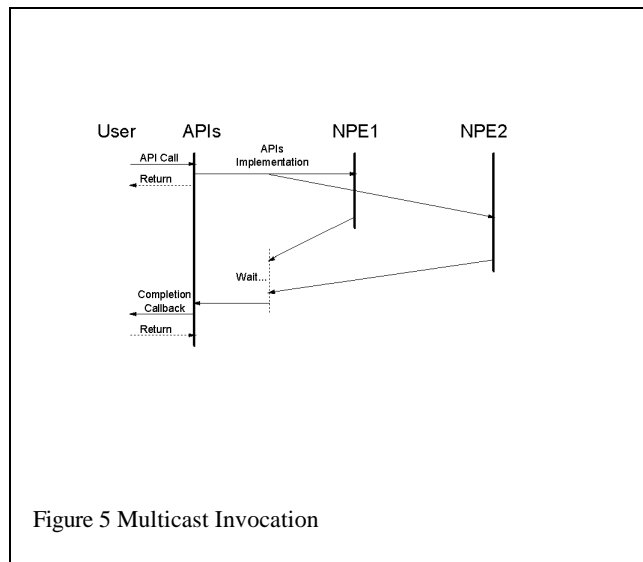 User APIs NPE1 NPE2
API Call
APIs
Implementation
Return
Wait...
Completion
Callback
Return
Figure 5 Multicast Invocation